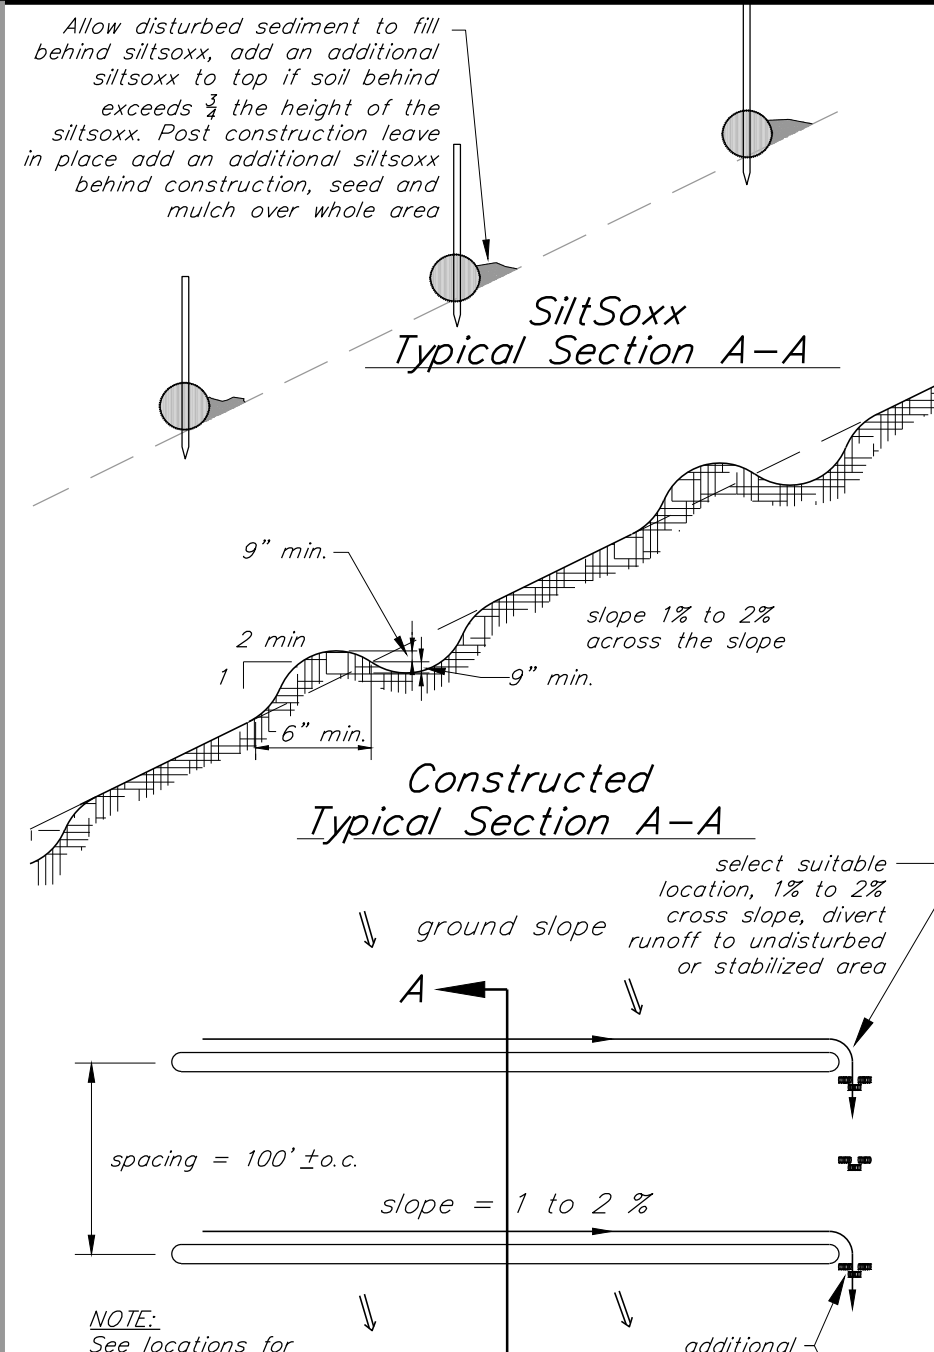 Allow disturbed sediment to fill
behind siltsoxx, add an additional
siltsoxx to top if soil behind
exceeds 3/4 the height of the
siltsoxx. Post construction leave
in place add an additional siltsoxx
behind construction, seed and
mulch over whole area
SiltSoxx
Typical Section A-A
9" min.
2 min
1
slope 1% to 2%
across the slope
9" min.
6" min.
Constructed
Typical Section A-A
select suitable
location, 1% to 2%
cross slope, divert
runoff to undisturbed
or stabilized area
ground slope
A
spacing = 100' ±o.c.
slope = 1 to 2 %
NOTE:
See locations for
additional